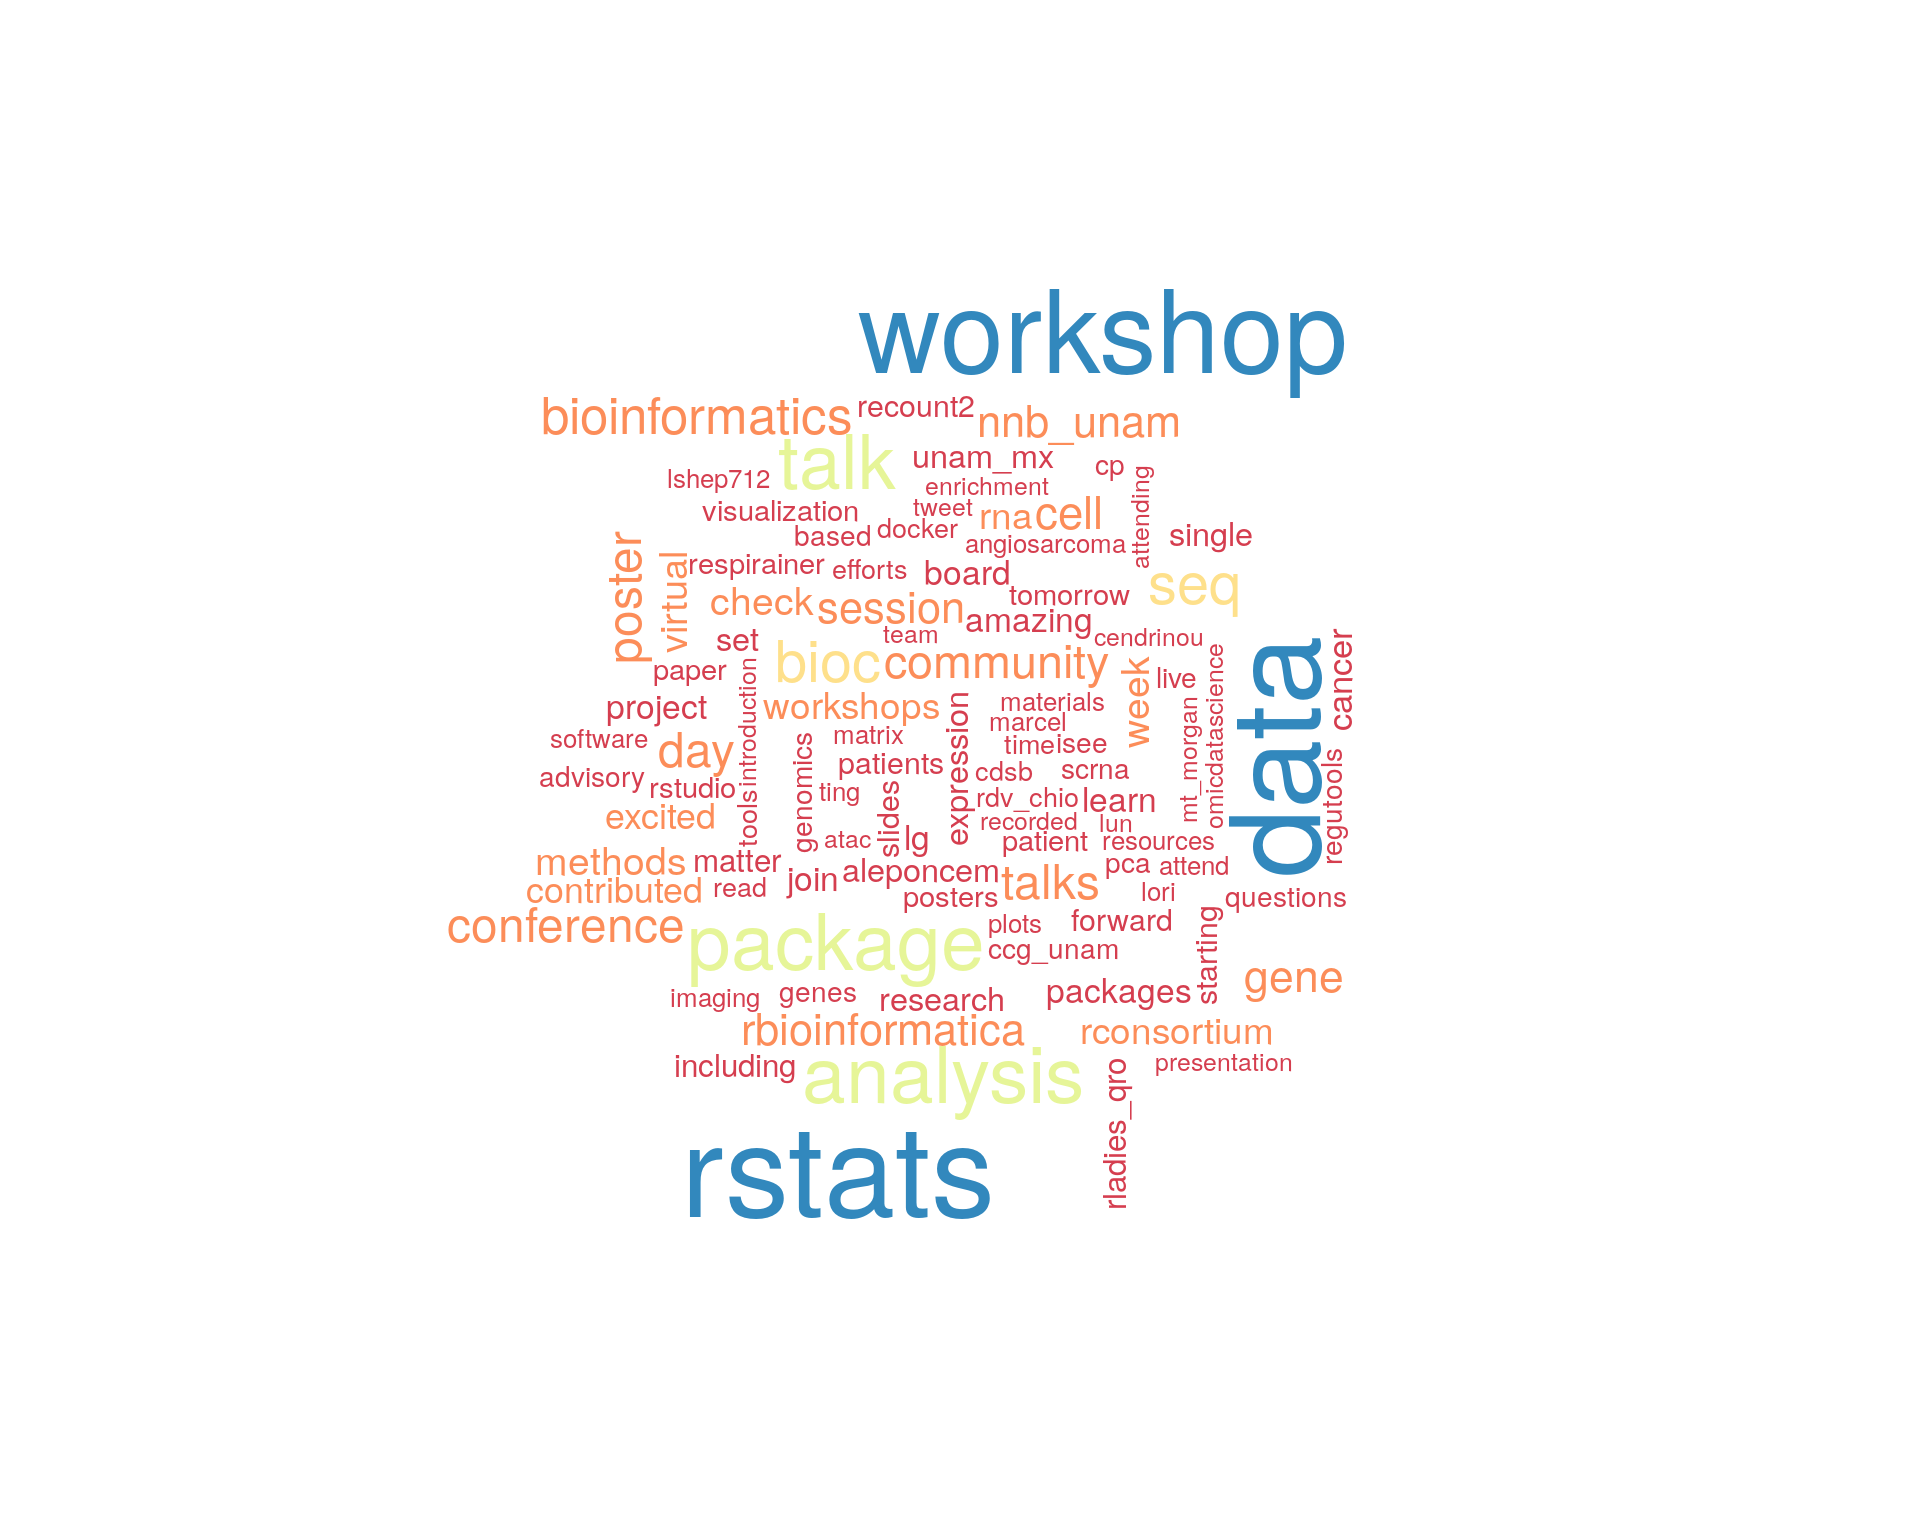 workshop
bioinformatics
recount2
nnb_unam
talk
unam_mx
cp
lshep712
enrichment
attending
visualization
tweet
rna
cell
based
docker
angiosarcoma
single
poster
virtual
respirainer
efforts
board
seq
check
session
tomorrow
amazing
set
team
cendrinou
bioc
community
paper
introduction
week
live
omicdatascience
data
cancer
project
workshops
expression
materials
marcel
mt_morgan
software
day
matrix
time
isee
genomics
patients
cdsb
scrna
advisory
rstudio
tools
ting
slides
rdv_chio
learn
regutools
excited
atac
lg
recorded
lun
patient
resources
methods
matter
join
aleponcem
talks
pca
attend
contributed
read
posters
lori
questions
conference
package
plots
forward
starting
ccg_unam
gene
imaging
genes
research
packages
rbioinformatica
rconsortium
including
analysis
rladies_qro
presentation
rstats